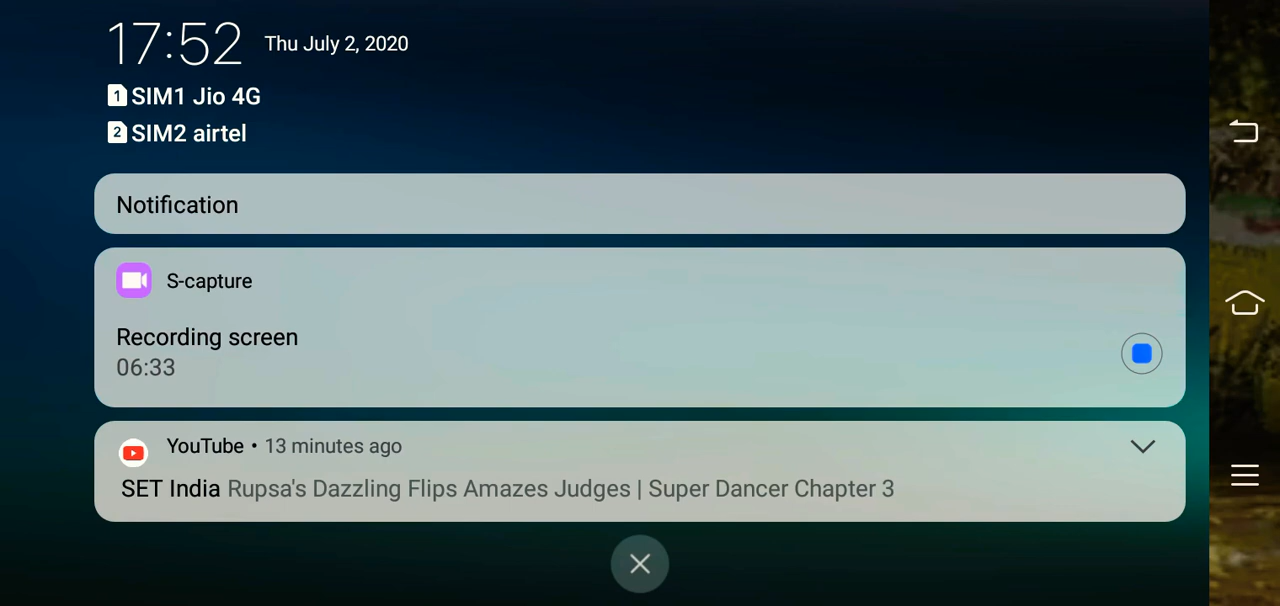 17:52 Thu July 2, 2020
1 SIM1 Jio 4G
2 SIM2 airtel
Notification
S-capture
Recording screen
06:33
YouTube • 13 minutes ago
SET India Rupsa's Dazzling Flips Amazes Judges | Super Dancer Chapter 3